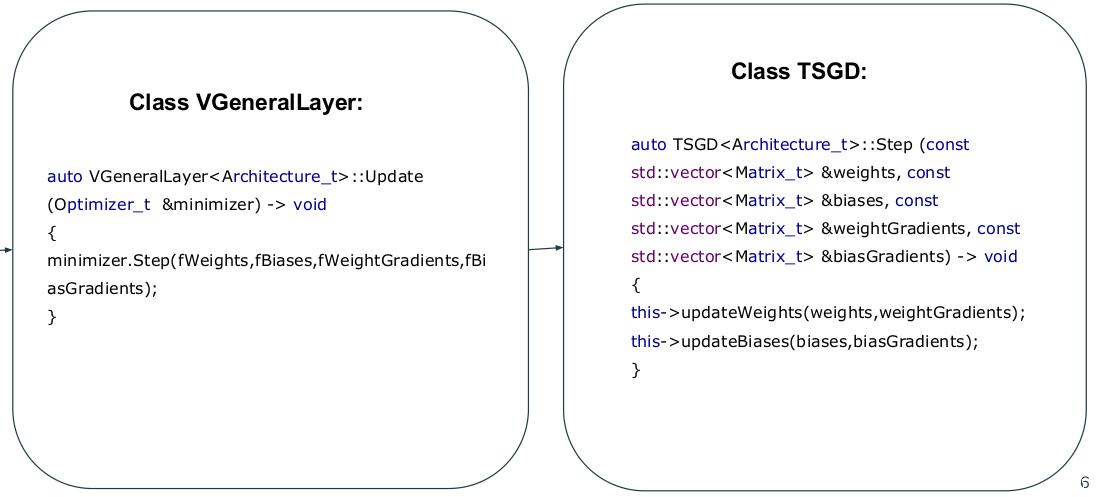 Class VGeneralLayer:
auto VGeneralLayer<Architecture_t>::Update
(Optimizer_t  &minimizer) -> void
{
minimizer.Step(fWeights,fBiases,fWeightGradients,fBi
asGradients);
}
Class TSGD:
auto TSGD<Architecture_t>::Step (const
std::vector<Matrix_t> &weights, const
std::vector<Matrix_t> &biases, const
std::vector<Matrix_t> &weightGradients, const
std::vector<Matrix_t> &biasGradients) -> void
{
this->updateWeights(weights,weightGradients);
this->updateBiases(biases,biasGradients);
}
6